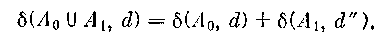 δ(A₀ ∪ A₁, d) = δ(A₀, d) + δ(A₁, d″).